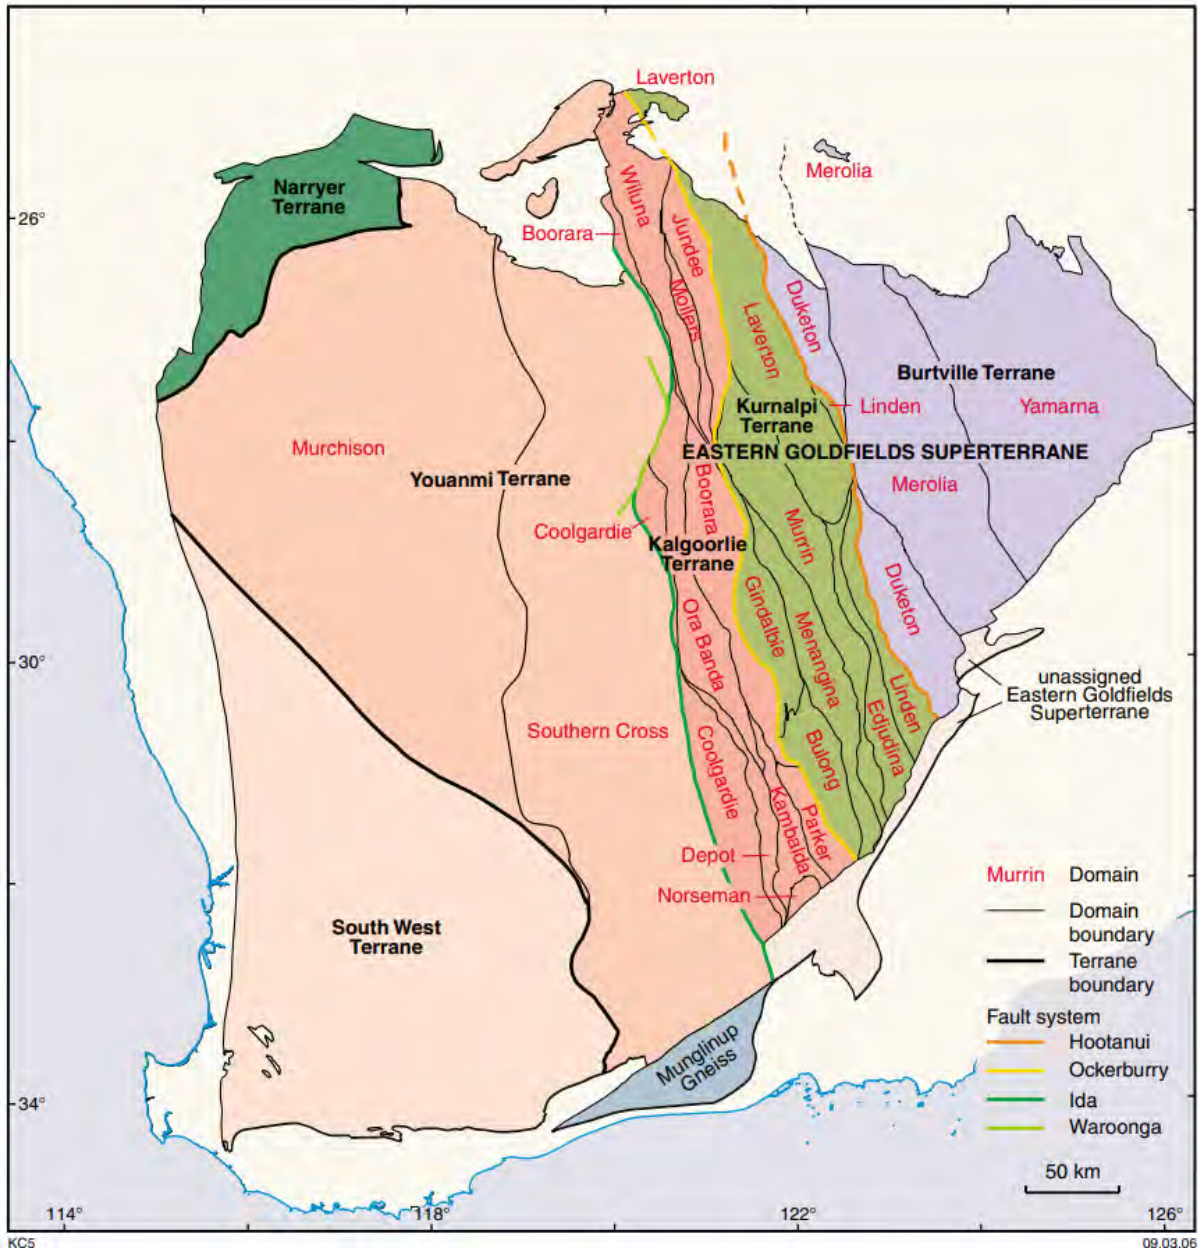 Laverton
Merolia
Narryer
Terrane
Wiluna
26°
Boorara
Jundee
Moilers
Duketon
Laverton
Burtville Terrane
Kurnalpi
Terrane
Linden
Yamarna
Murchison
EASTERN GOLDFIELDS SUPERTERRANE
Youanmi Terrane
Merolia
Boorara
Coolgardie
Murrin
Kalgoorlie
Terrane
Gindalbie
Duketon
Ora Banda
Menangina
30°
unassigned
Eastern Goldfields
Superterrane
Linden
Edjudina
Southern Cross
Coolgardie
Bulong
Kambalda
Parker
Depot
Norseman
South West
Terrane
Munglinup
Gneiss
Murrin Domain
Domain
boundary
Terrane
boundary
Fault system
Hootanui
Ockerburry
Ida
Waroonga
34°
50 km
114° 118° 122° 126°
KC5 09.03.06